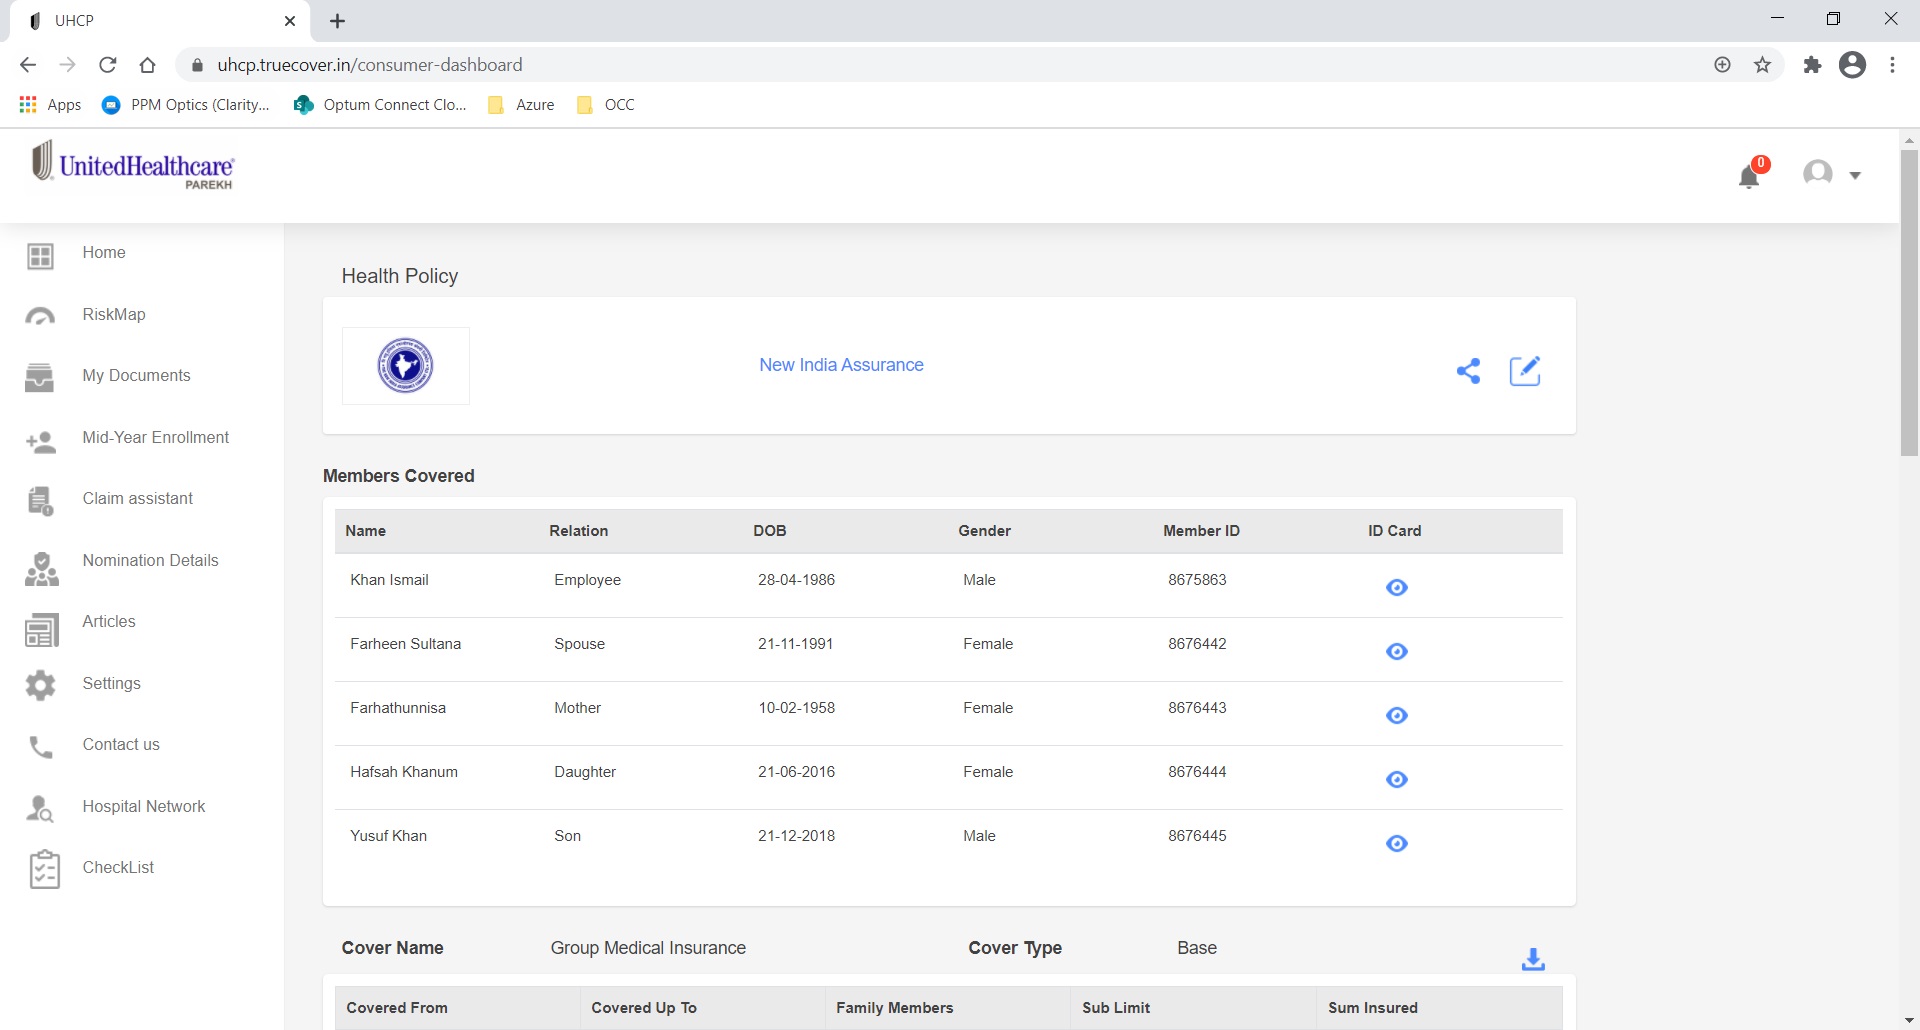 UHCP
uhcp.truecover.in/consumer-dashboard
Apps PPM Optics (Clarity... Optum Connect Clo... Azure OCC
UnitedHealthcare
PAREKH
0
Home
RiskMap
My Documents
Mid-Year Enrollment
Claim assistant
Nomination Details
Articles
Settings
Contact us
Hospital Network
CheckList
Health Policy
New India Assurance
Members Covered
Name Relation DOB Gender Member ID ID Card
Khan Ismail Employee 28-04-1986 Male 8675863
Farheen Sultana Spouse 21-11-1991 Female 8676442
Farhathunnisa Mother 10-02-1958 Female 8676443
Hafsah Khanum Daughter 21-06-2016 Female 8676444
Yusuf Khan Son 21-12-2018 Male 8676445
Cover Name Group Medical Insurance Cover Type Base
Covered From Covered Up To Family Members Sub Limit Sum Insured